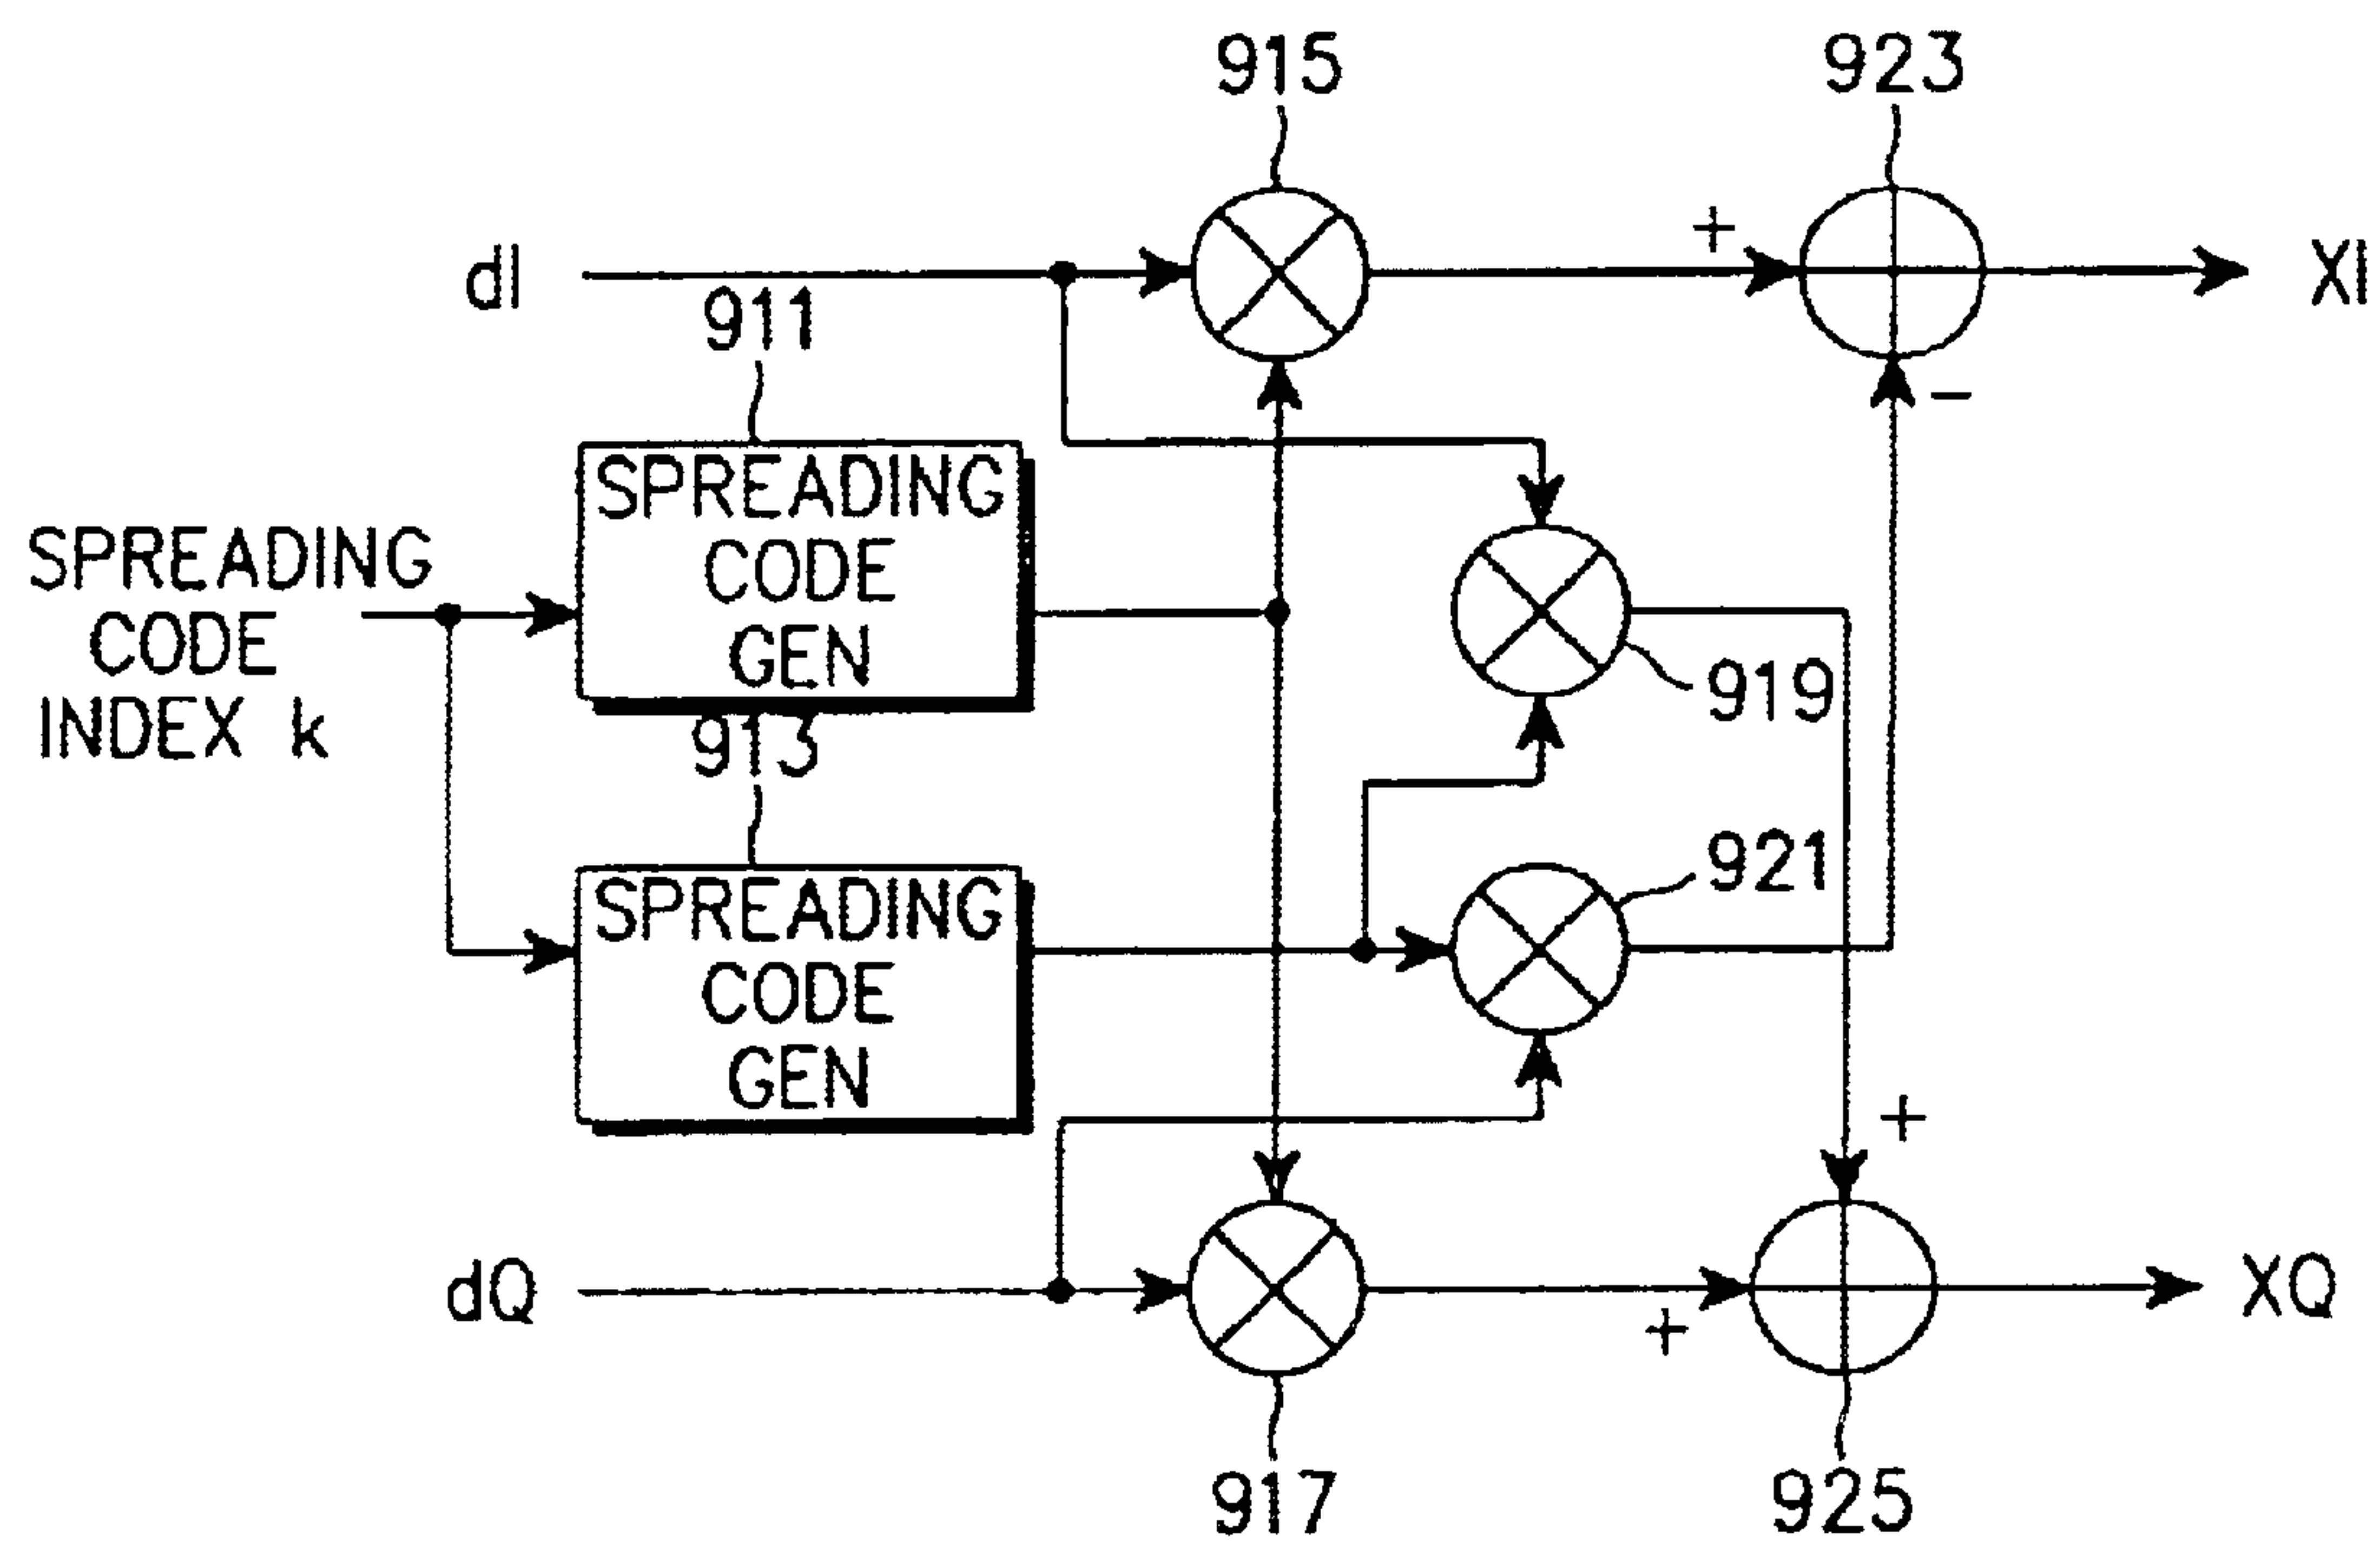 915
923
dI
+
XI
911
−
SPREADING
CODE
GEN
SPREADING
CODE
INDEX k
919
913
921
SPREADING
CODE
GEN
+
dQ
+
XQ
917
925